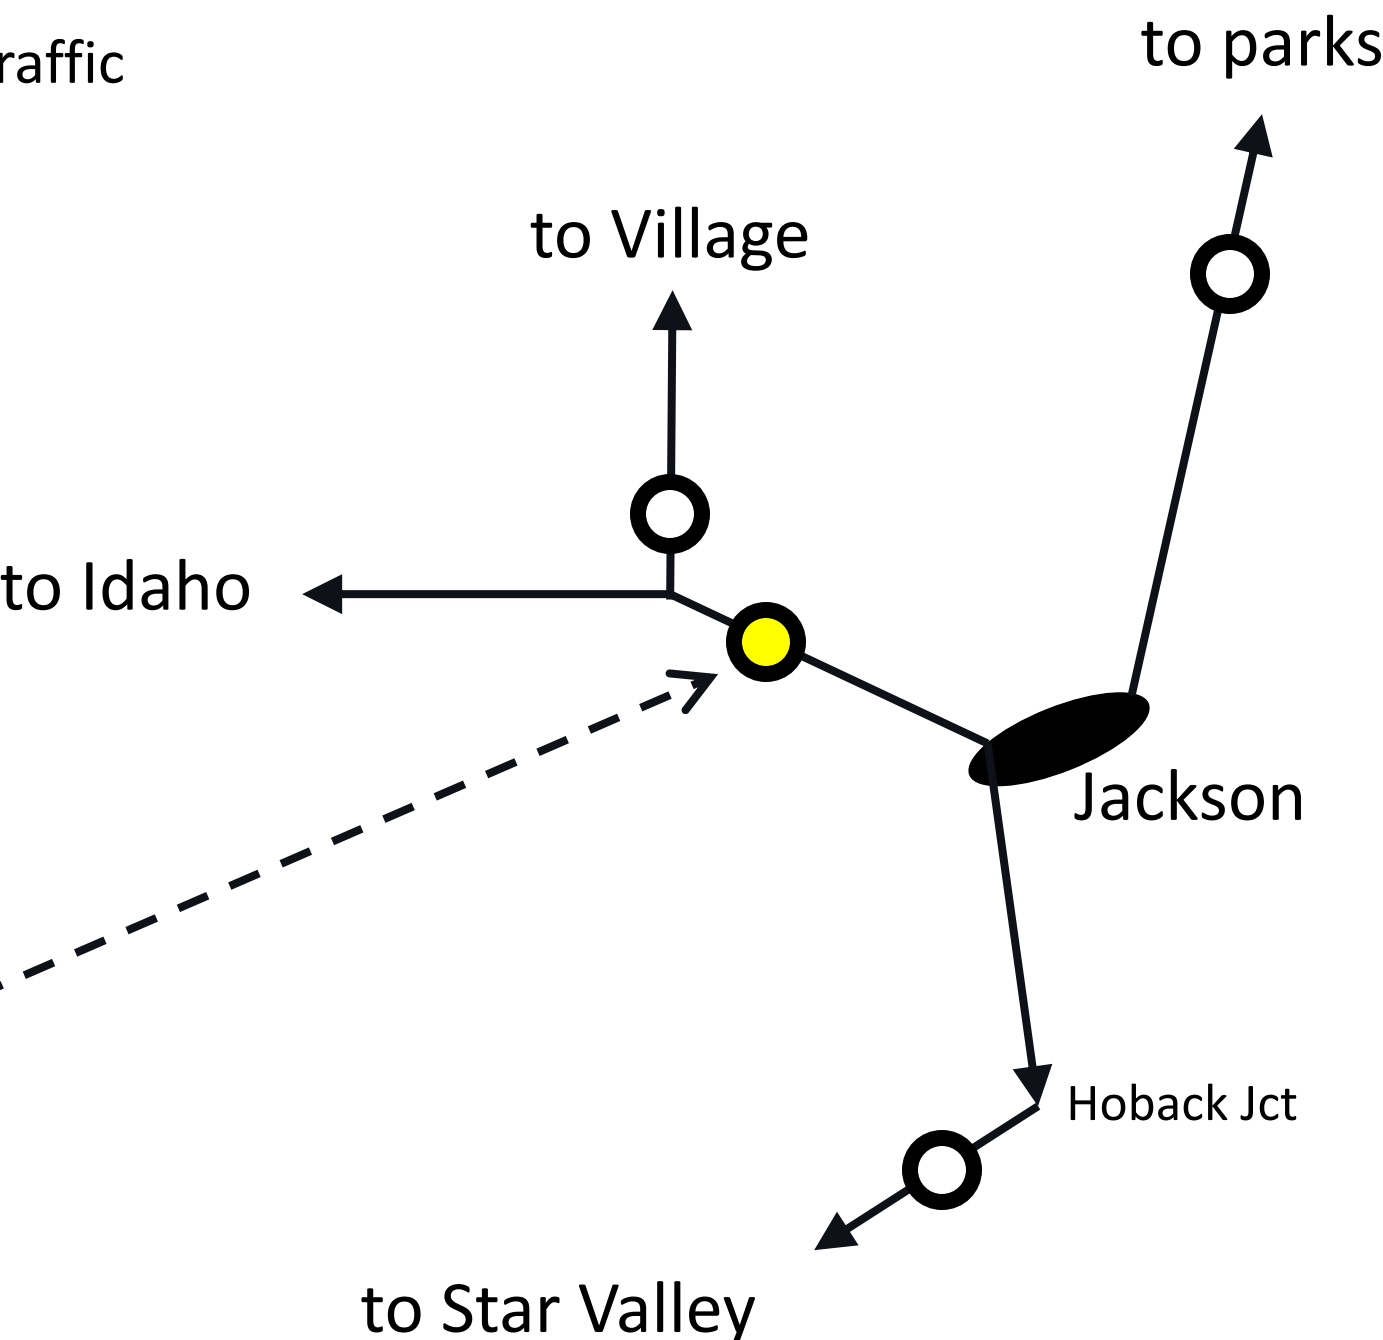 to parks
raffic
to Village
to Idaho
Jackson
Hoback Jct
to Star Valley